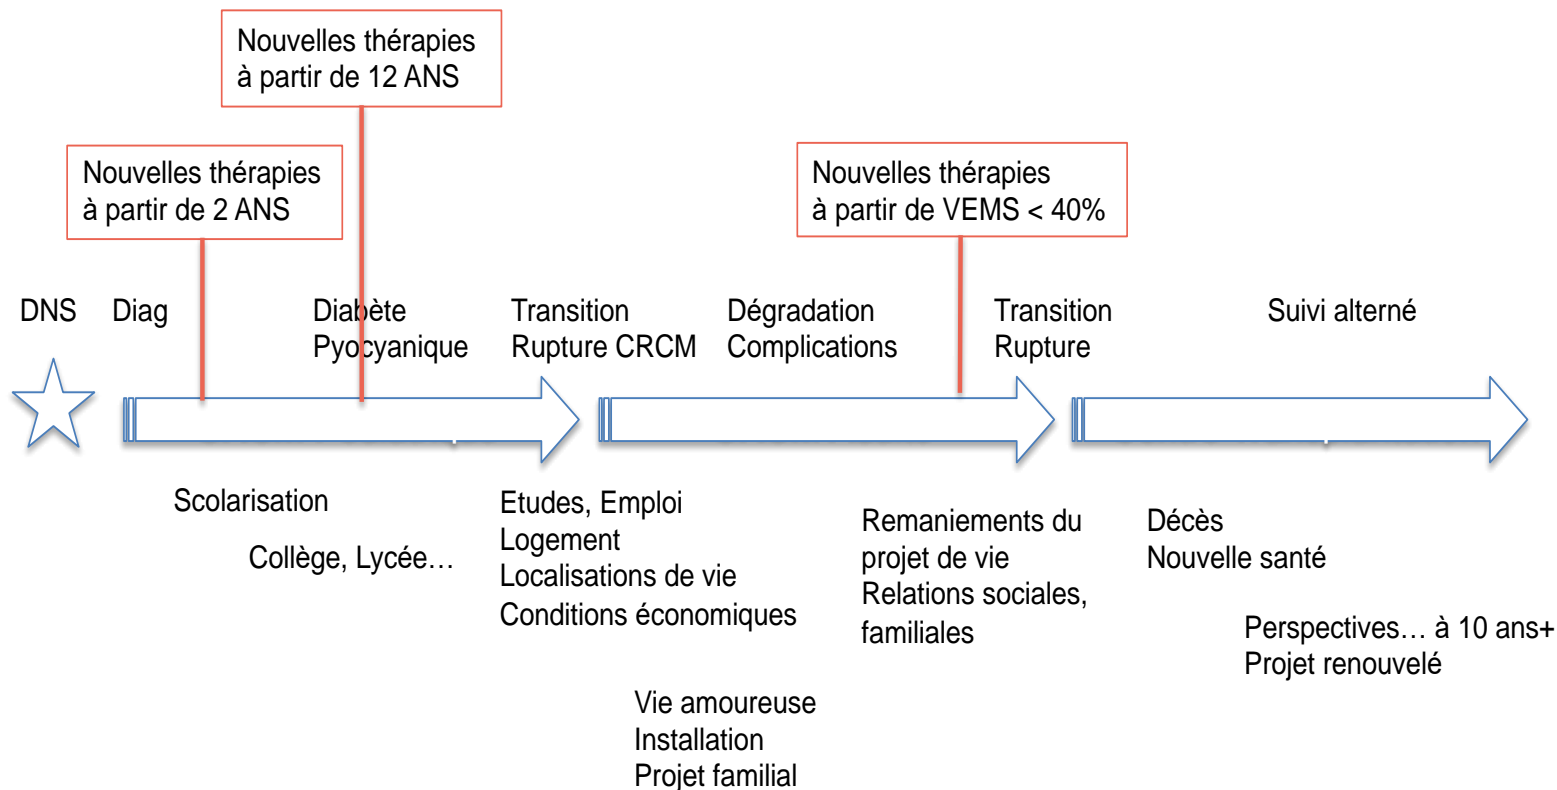 Nouvelles thérapies
à partir de 12 ANS
Nouvelles thérapies
à partir de 2 ANS
Nouvelles thérapies
à partir de VEMS < 40%
DNS
Diag
Diabète
Pyocyanique
Transition
Rupture CRCM
Dégradation
Complications
Transition
Rupture
Suivi alterné
Scolarisation
Collège, Lycée…
Etudes, Emploi
Logement
Localisations de vie
Conditions économiques
Remaniements du
projet de vie
Relations sociales,
familiales
Décès
Nouvelle santé
Perspectives… à 10 ans+
Projet renouvelé
Vie amoureuse
Installation
Projet familial